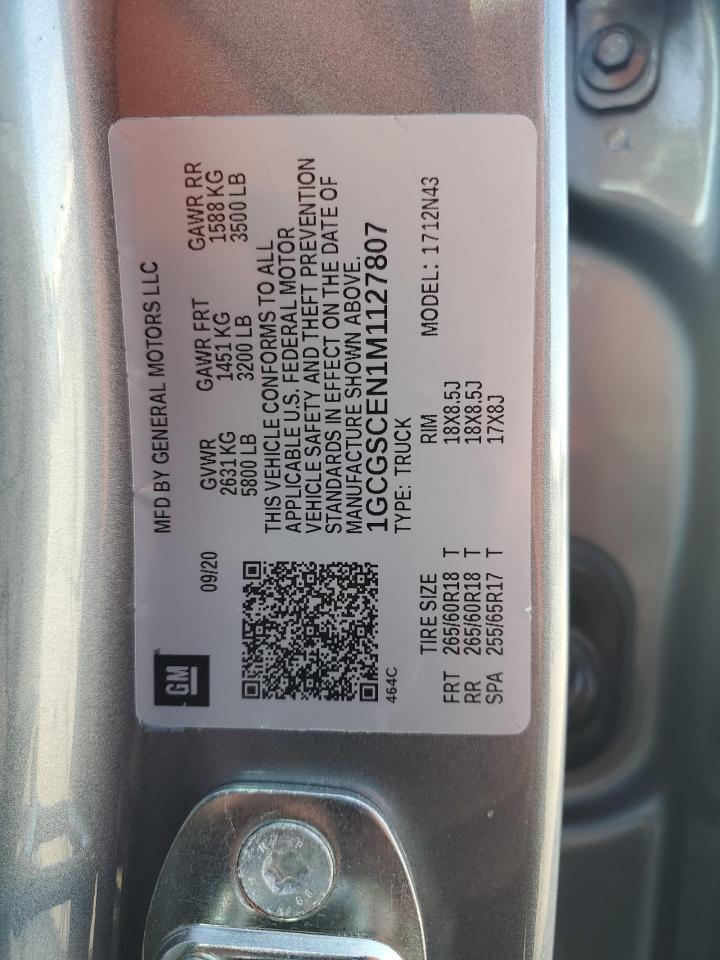 MFD BY GENERAL MOTORS LLC
GM
09/20
GVWR
2631 KG
5800 LB
GAWR FRT
1451 KG
3200 LB
GAWR RR
1588 KG
3500 LB
THIS VEHICLE CONFORMS TO ALL
APPLICABLE U.S. FEDERAL MOTOR
VEHICLE SAFETY AND THEFT PREVENTION
STANDARDS IN EFFECT ON THE DATE OF
MANUFACTURE SHOWN ABOVE.
1GCGSCEN1M1127807
464C
TYPE: TRUCK
MODEL: 1712N43
TIRE SIZE RIM
FRT 265/60R18 T 18X8.5J
RR 265/60R18 T 18X8.5J
SPA 255/65R17 T 17X8J